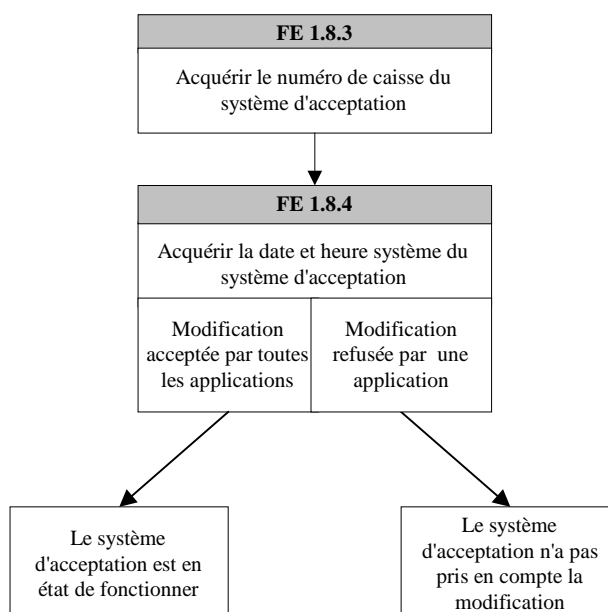 FE 1.8.3
Acquérir le numéro de caisse du
système d'acceptation
FE 1.8.4
Acquérir la date et heure système du
système d'acceptation
Modification
acceptée par toutes
les applications
Modification
refusée par une
application
Le système
d'acceptation est en
état de fonctionner
Le système
d'acceptation n'a pas
pris en compte la
modification